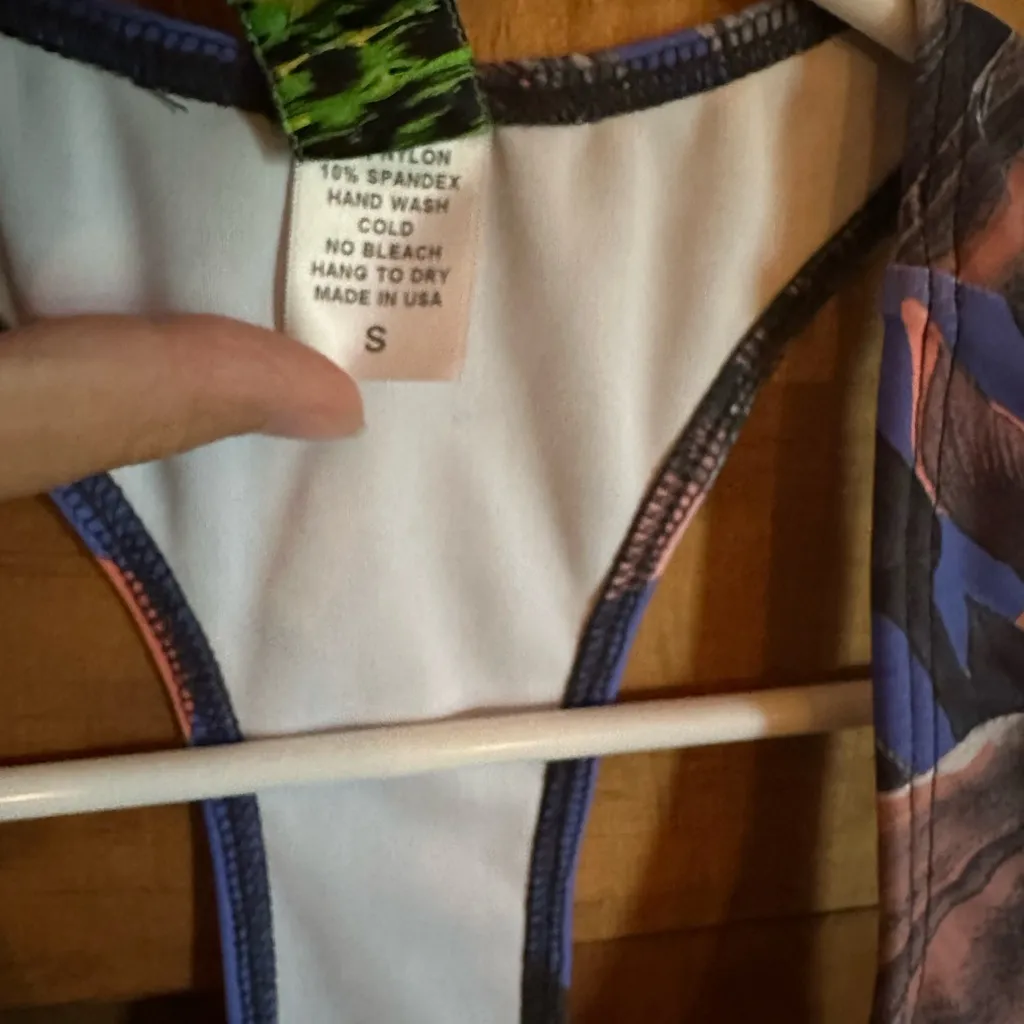 NYLON
10% SPANDEX
HAND WASH
COLD
NO BLEACH
HANG TO DRY
MADE IN USA
S